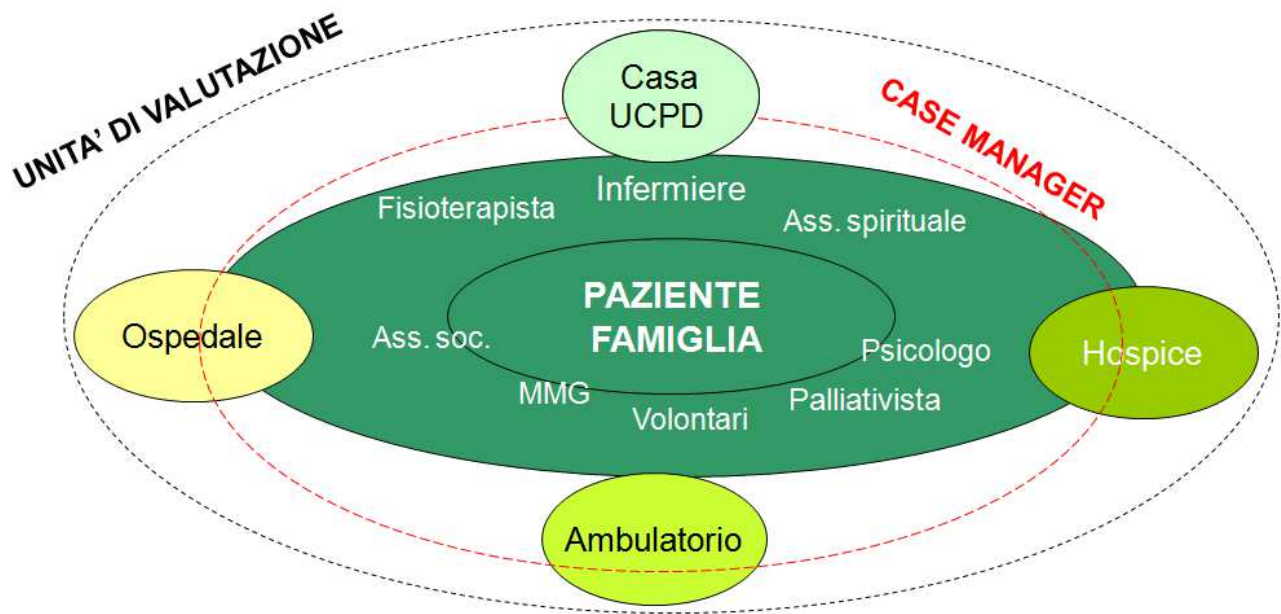 UNITA' DI VALUTAZIONE
Casa
UCPD
CASE MANAGER
Infermiere
Fisioterapista
Ass. spirituale
PAZIENTE
FAMIGLIA
Ospedale
Ass. soc.
Psicologo
Hospice
MMG
Palliativista
Volontari
Ambulatorio